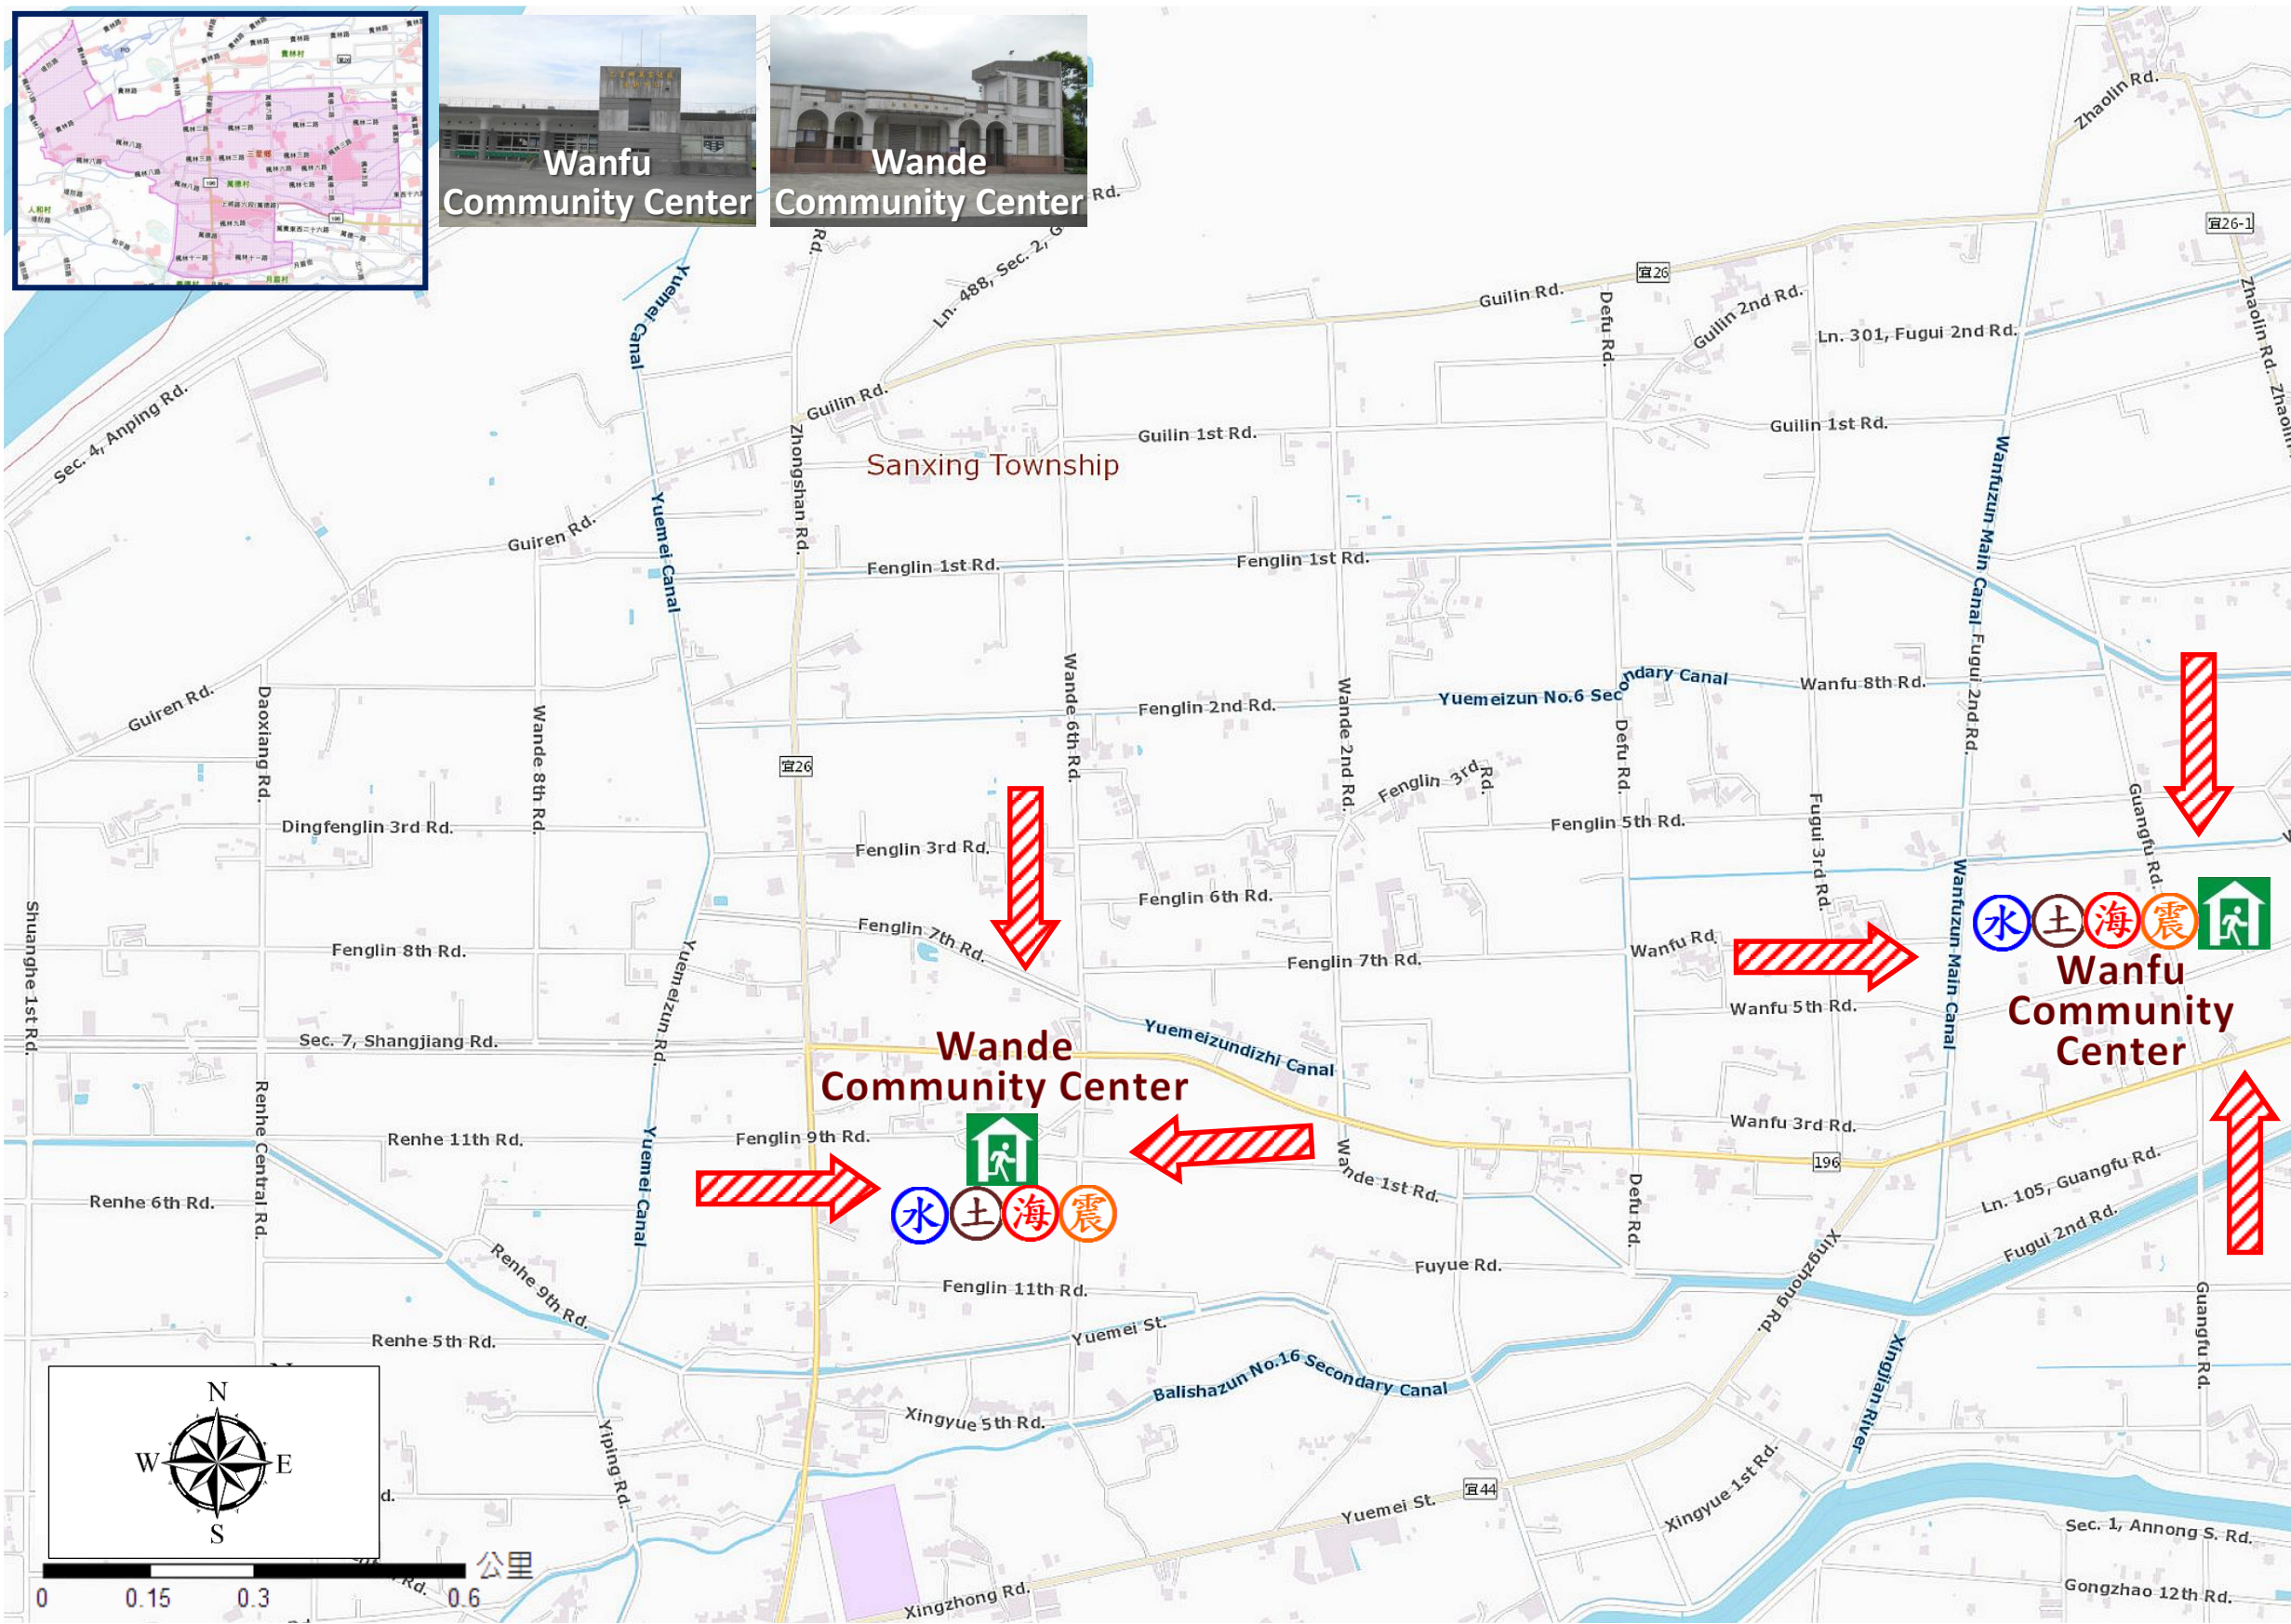 Wanfu
Community Center
Wande
Community Center
Rd.
Rd.
Zhaolin Rd.
宜26-1
Yuemei Canal
Ln. 488, Sec. 2, G
宜26
Guilin Rd.
Defu Rd.
Guilin 2nd Rd.
Ln. 301, Fugui 2nd Rd.
Zhaolin Rd.
Sec. 4, Anping Rd.
Guilin Rd.
Zhongshan Rd.
Guilin 1st Rd.
Guilin 1st Rd.
Sanxing Township
Wanfuzun Main Canal
Yuemei Canal
Guiren Rd.
Fenglin 1st Rd.
Fenglin 1st Rd.
Fugui 2nd Rd.
Guiren Rd.
Daoxiang Rd.
Wande 8th Rd.
Wande 6th Rd.
Fenglin 2nd Rd.
Wande 2nd Rd.
Yuemeizun No.6 Secondary Canal
Wanfu 8th Rd.
Defu Rd.
宜26
Fenglin 3rd Rd.
Dingfenglin 3rd Rd.
Fenglin 3rd Rd.
Fenglin 5th Rd.
Fugui 3rd Rd.
Guangfu Rd.
Fenglin 6th Rd.
Wanfuzun Main Canal
Shuanghe 1st Rd.
Fenglin 8th Rd.
Yuemeizun Rd.
Fenglin 7th Rd.
Fenglin 7th Rd.
Wanfu Rd.
水 土 海 震
Wanfu
Community
Center
Wanfu 5th Rd.
Sec. 7, Shangjiang Rd.
Wande
Community Center
Yuemeizundizhi Canal
Renhe Central Rd.
Renhe 11th Rd.
Yuemei Canal
Fenglin 9th Rd.
Wanfu 3rd Rd.
196
Wande 1st Rd.
Defu Rd.
Ln. 105, Guangfu Rd.
Renhe 6th Rd.
水 土 海 震
Fugui 2nd Rd.
Xingzhong Rd.
Renhe 9th Rd.
Fuyue Rd.
Fenglin 11th Rd.
Guangfu Rd.
Renhe 5th Rd.
Yuemei St.
Xingjian River
Balishazun No.16 Secondary Canal
Xingyue 5th Rd.
Yiping Rd.
N
W
E
S
d.
宜44
Yuemei St.
Xingyue 1st Rd.
Sec. 1, Annong S. Rd.
公里
0
0.15
0.3
0.6
Rd.
Xingzhong Rd.
Gongzhao 12th Rd.